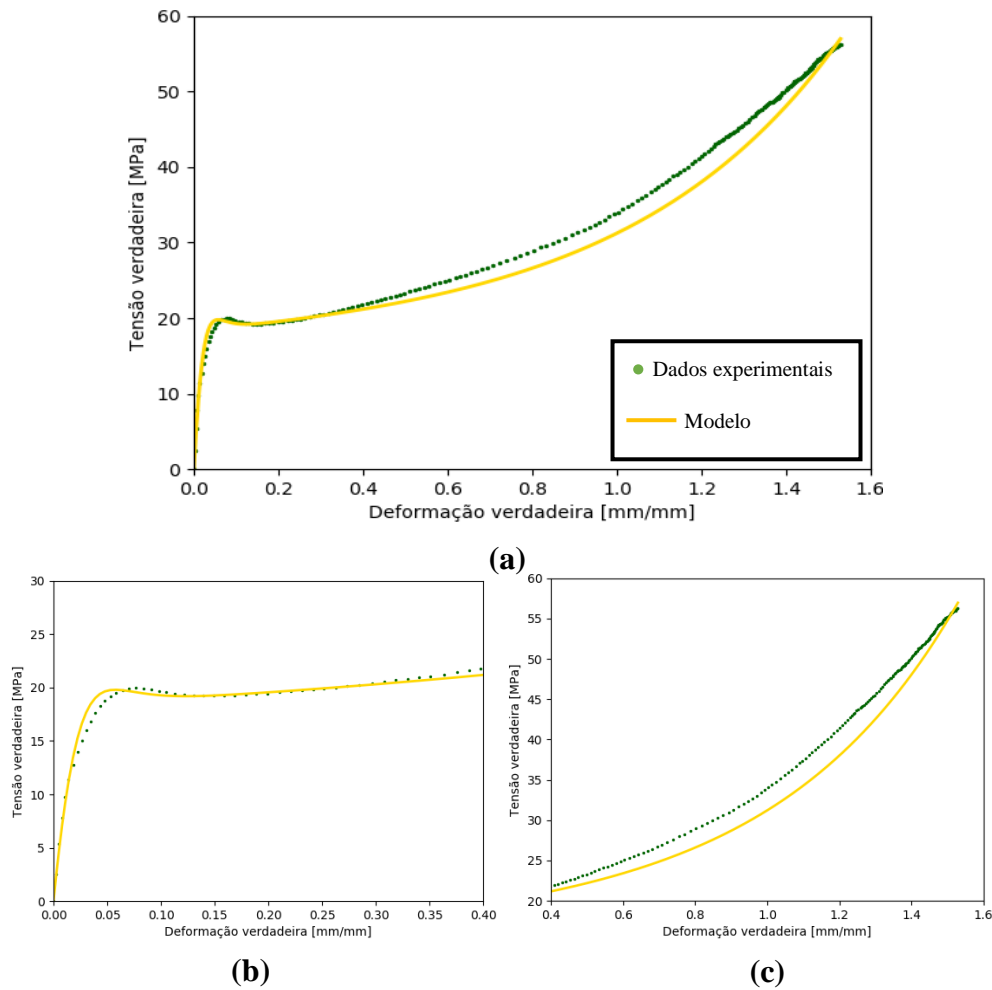 60
50
40
30
20
10
0
Tensão verdadeira [MPa]
Dados experimentais
Modelo
0.0 0.2 0.4 0.6 0.8 1.0 1.2 1.4 1.6
Deformação verdadeira [mm/mm]
(a)
30
25
20
15
10
5
0
Tensão verdadeira [MPa]
0.00 0.05 0.10 0.15 0.20 0.25 0.30 0.35 0.40
Deformação verdadeira [mm/mm]
(b)
60
55
50
45
40
35
30
25
20
Tensão verdadeira [MPa]
0.4 0.6 0.8 1.0 1.2 1.4 1.6
Deformação verdadeira [mm/mm]
(c)